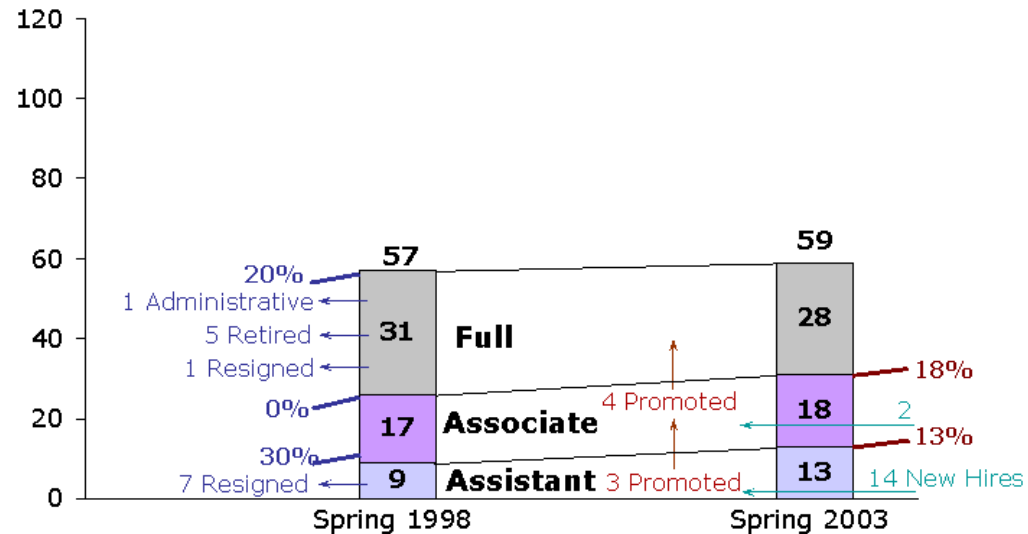 120
100
80
60
40
20
0
57
59
20%
1 Administrative
5 Retired
31
Full
28
1 Resigned
18%
0%
4 Promoted
17
Associate
18
2
30%
13%
7 Resigned
9
Assistant
3 Promoted
13
14 New Hires
Spring 1998
Spring 2003